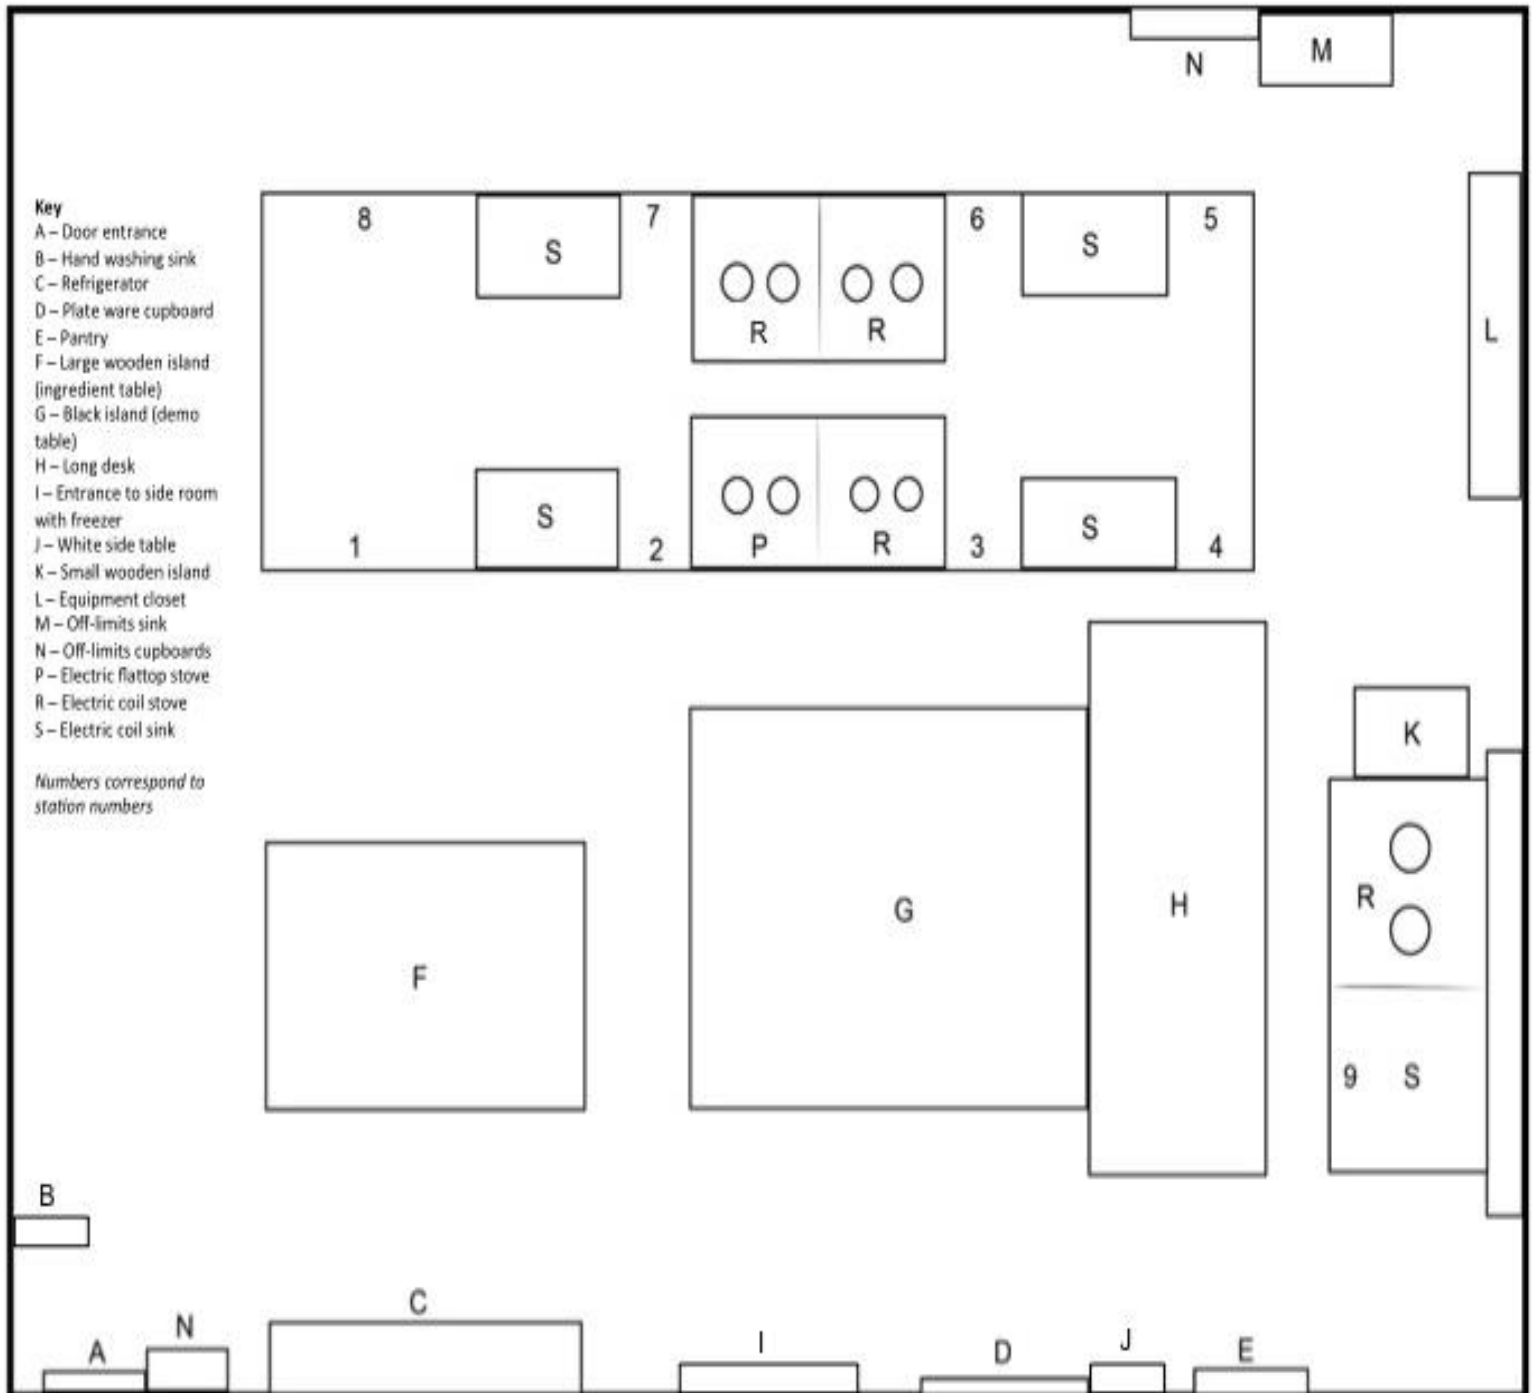 N
M
Key
A – Door entrance
B – Hand washing sink
C – Refrigerator
D – Plate ware cupboard
E – Pantry
F – Large wooden island
(ingredient table)
G – Black island (demo
table)
H – Long desk
I – Entrance to side room
with freezer
J – White side table
K – Small wooden island
L – Equipment closet
M – Off-limits sink
N – Off-limits cupboards
P – Electric flattop stove
R – Electric coil stove
S – Electric coil sink
Numbers correspond to
station numbers
8
S
7
6
S
5
R
R
L
S
S
1
2
P
R
3
4
K
R
F
G
H
9
S
B
C
N
A
I
D
J
E